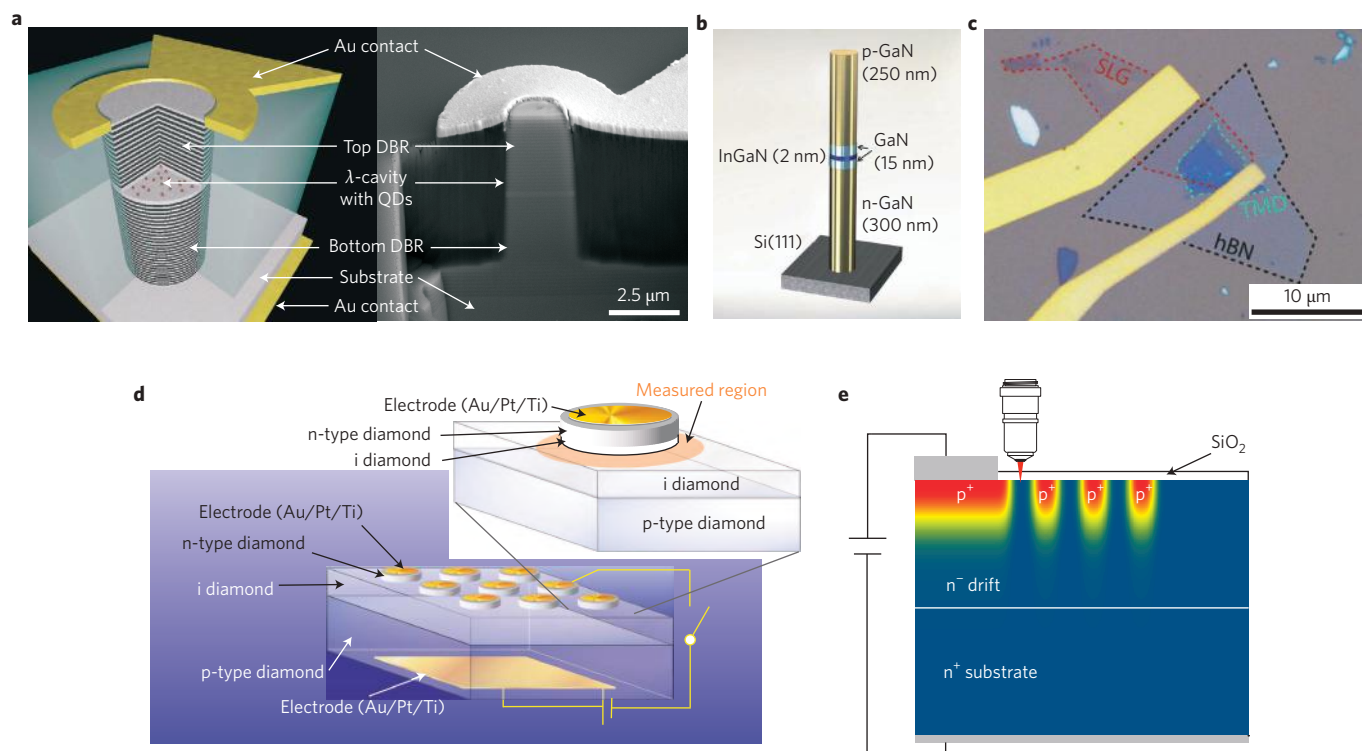 a
Au contact
Top DBR
λ-cavity
with QDs
Bottom DBR
Substrate
Au contact
2.5 μm
b
p-GaN
(250 nm)
GaN
(15 nm)
InGaN (2 nm)
n-GaN
(300 nm)
Si(111)
c
SLG
TMD
hBN
10 μm
d
Measured region
Electrode (Au/Pt/Ti)
n-type diamond
i diamond
i diamond
p-type diamond
Electrode (Au/Pt/Ti)
n-type diamond
i diamond
p-type diamond
Electrode (Au/Pt/Ti)
e
SiO₂
p⁺ p⁺ p⁺ p⁺
n⁻ drift
n⁺ substrate